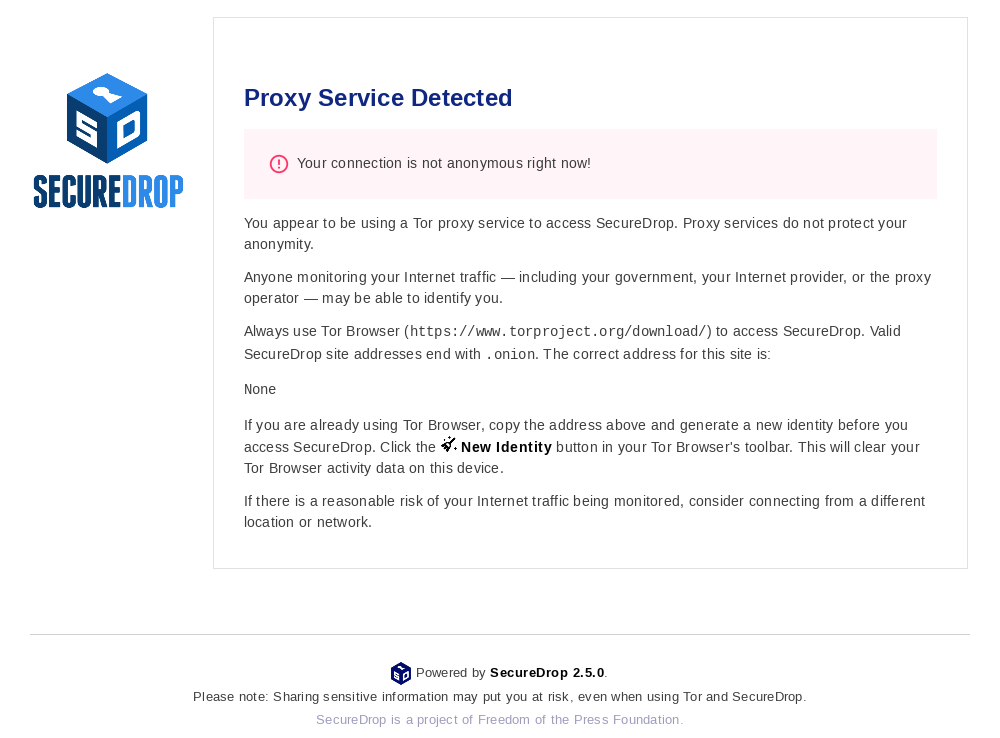 SD
SECUREDROP
Proxy Service Detected
Your connection is not anonymous right now!
You appear to be using a Tor proxy service to access SecureDrop. Proxy services do not protect your
anonymity.
Anyone monitoring your Internet traffic — including your government, your Internet provider, or the proxy
operator — may be able to identify you.
Always use Tor Browser (https://www.torproject.org/download/) to access SecureDrop. Valid
SecureDrop site addresses end with .onion. The correct address for this site is:
None
If you are already using Tor Browser, copy the address above and generate a new identity before you
access SecureDrop. Click the New Identity button in your Tor Browser's toolbar. This will clear your
Tor Browser activity data on this device.
If there is a reasonable risk of your Internet traffic being monitored, consider connecting from a different
location or network.
Powered by SecureDrop 2.5.0.
Please note: Sharing sensitive information may put you at risk, even when using Tor and SecureDrop.
SecureDrop is a project of Freedom of the Press Foundation.